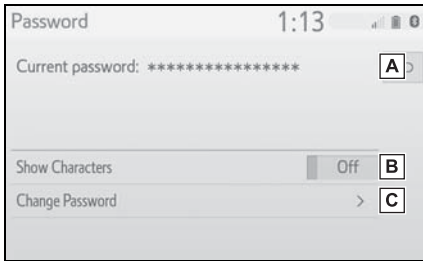 Password 1:13
Current password: **************** A
Show Characters Off B
Change Password > C